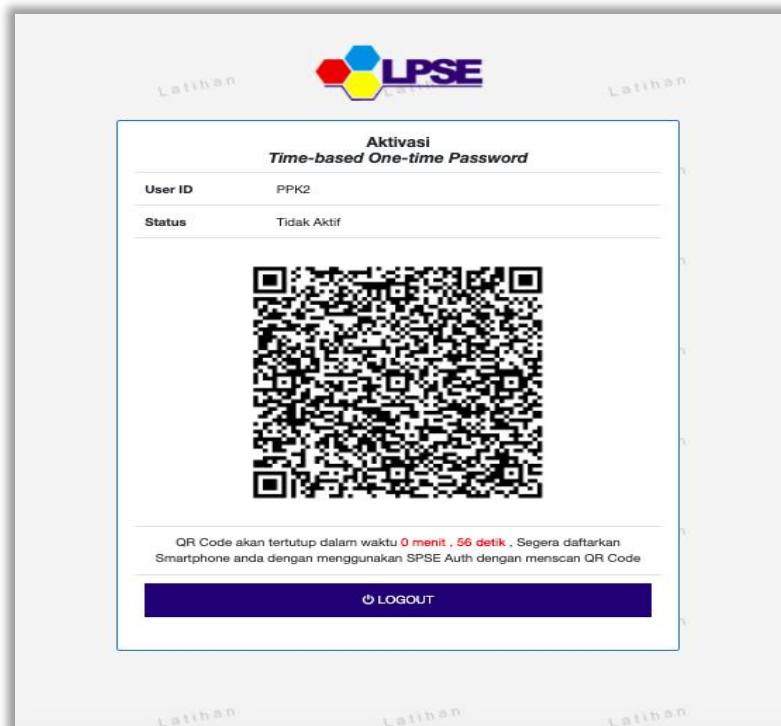 LPSE
Latihan
Latihan
Latihan
Aktivasi
Time-based One-time Password
User ID PPK2
Status Tidak Aktif
QR Code akan tertutup dalam waktu 0 menit , 56 detik , Segera daftarkan
Smartphone anda dengan menggunakan SPSE Auth dengan menscan QR Code
LOGOUT
Latihan
Latihan
Latihan